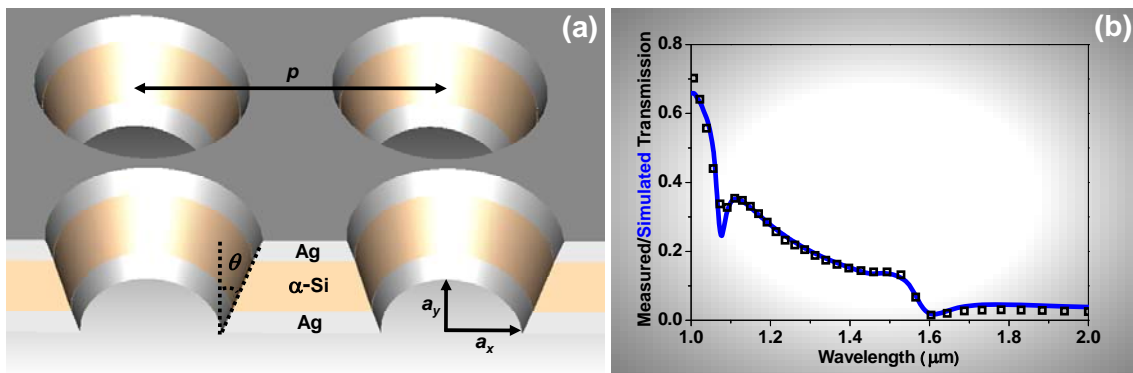 (a)
p
θ
Ag
α-Si
Ag
a_y
a_x
(b)
Measured/Simulated Transmission
0.8
0.6
0.4
0.2
0.0
1.0 1.2 1.4 1.6 1.8 2.0
Wavelength (μm)